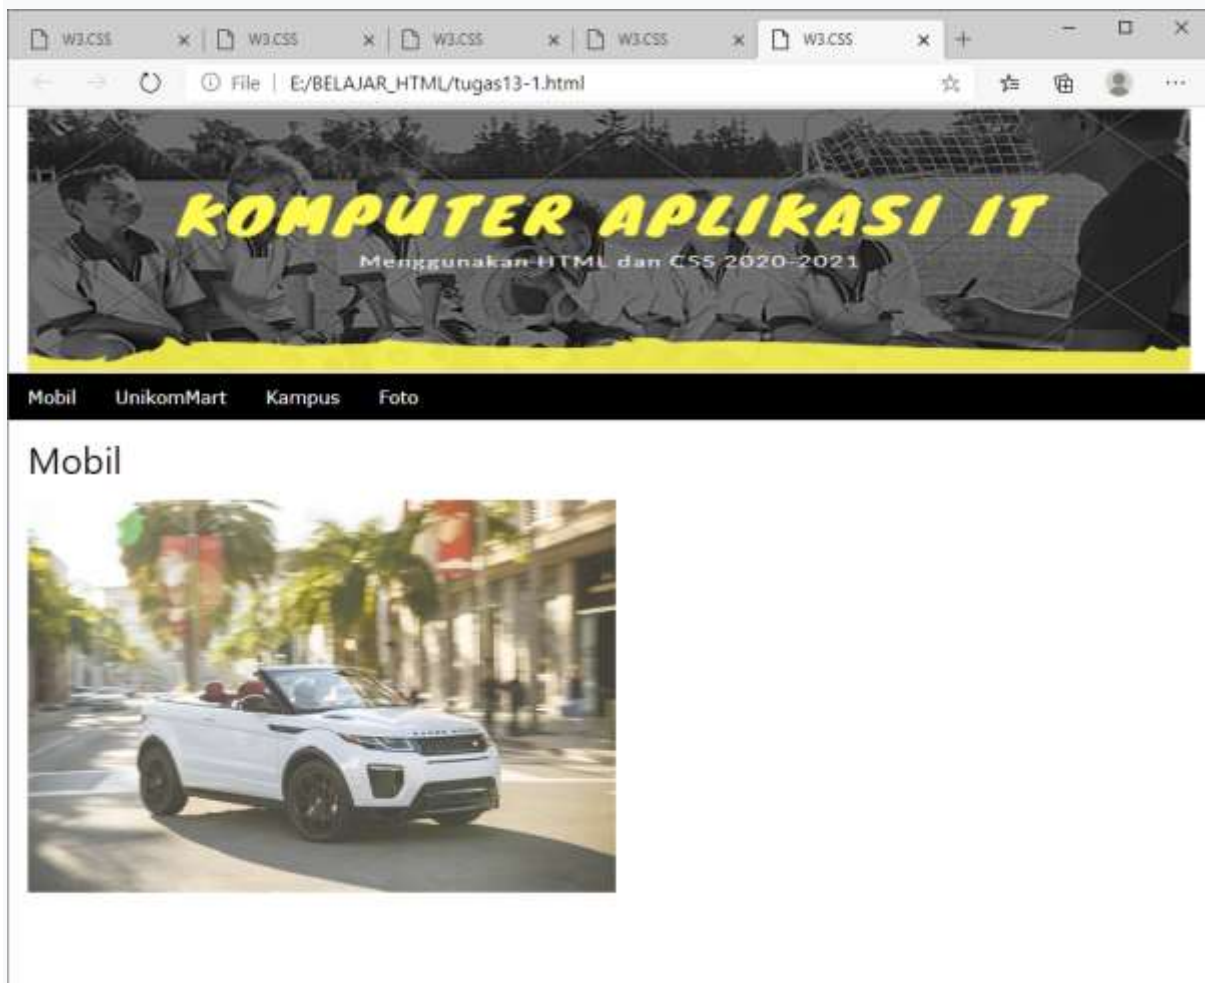 W3.CSS W3.CSS W3.CSS W3.CSS W3.CSS
File E:/BELAJAR_HTML/tugas13-1.html
KOMPUTER APLIKASI IT
Menggunakan HTML dan CSS 2020-2021
Mobil UnikomMart Kampus Foto
Mobil